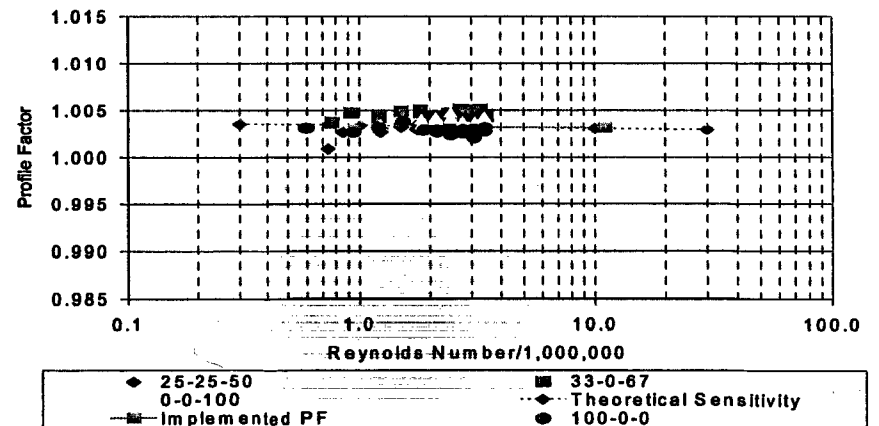 1.015
1.010
1.005
1.000
0.995
0.990
0.985
Profile Factor
0.1 1.0 10.0 100.0
Reynolds Number/1,000,000
25-25-50 33-0-67
0-0-100 Theoretical Sensitivity
Implemented PF 100-0-0